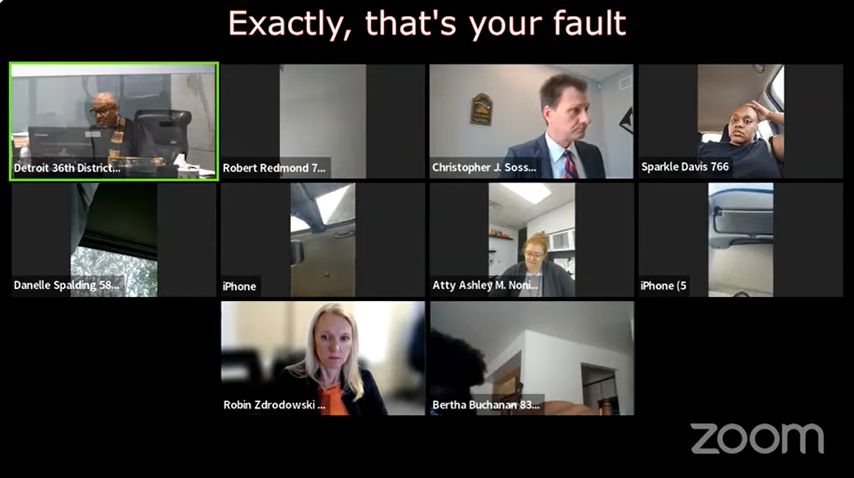 Exactly, that's your fault
Detroit 36th District...
Robert Redmond 7...
Christopher J. Soss...
Sparkle Davis 766
Danelle Spalding 58...
iPhone
Atty Ashley M. Noni...
iPhone (5
Robin Zdrodowski ...
Bertha Buchanan 83...
zoom